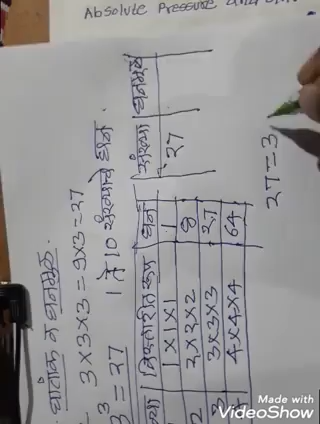 Absolute Pressure
घातांक व घनमूळ.
3×3×3 = 9×3 = 27
3 = 27
1 ते 10 संख्यांचे घन.
विस्तारित रूप | घन
1×1×1 | 1
2×2×2 | 8
3×3×3 | 27
4×4×4 | 64
संख्या | घनमूळ
27
27 = 3
Made with
VideoShow